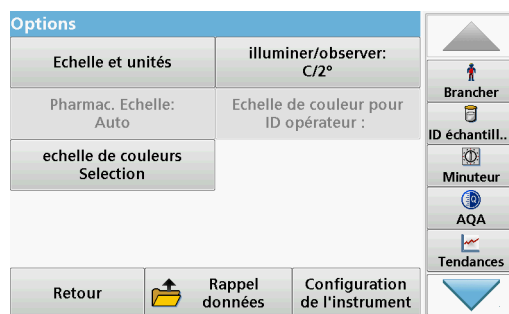 Options
Echelle et unités
illuminer/observer:
C/2°
Pharmac. Echelle:
Auto
Echelle de couleur pour
ID opérateur :
echelle de couleurs
Selection
Retour
Rappel
données
Configuration
de l'instrument
Brancher
ID échantill..
Minuteur
AQA
Tendances